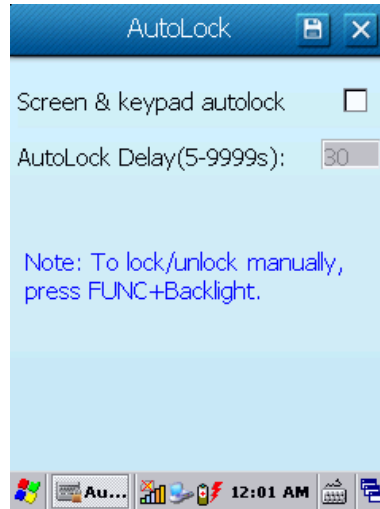 AutoLock
Screen & keypad autolock
AutoLock Delay(5-9999s): 30
Note: To lock/unlock manually,
press FUNC+Backlight.
Au... 12:01 AM